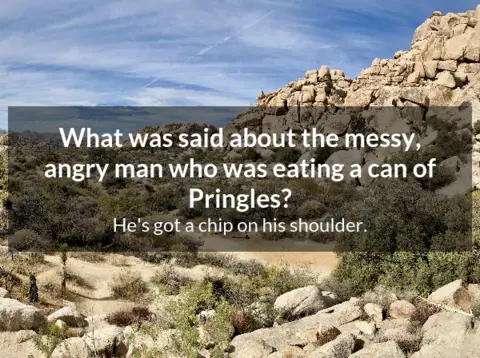 What was said about the messy,
angry man who was eating a can of
Pringles?
He's got a chip on his shoulder.